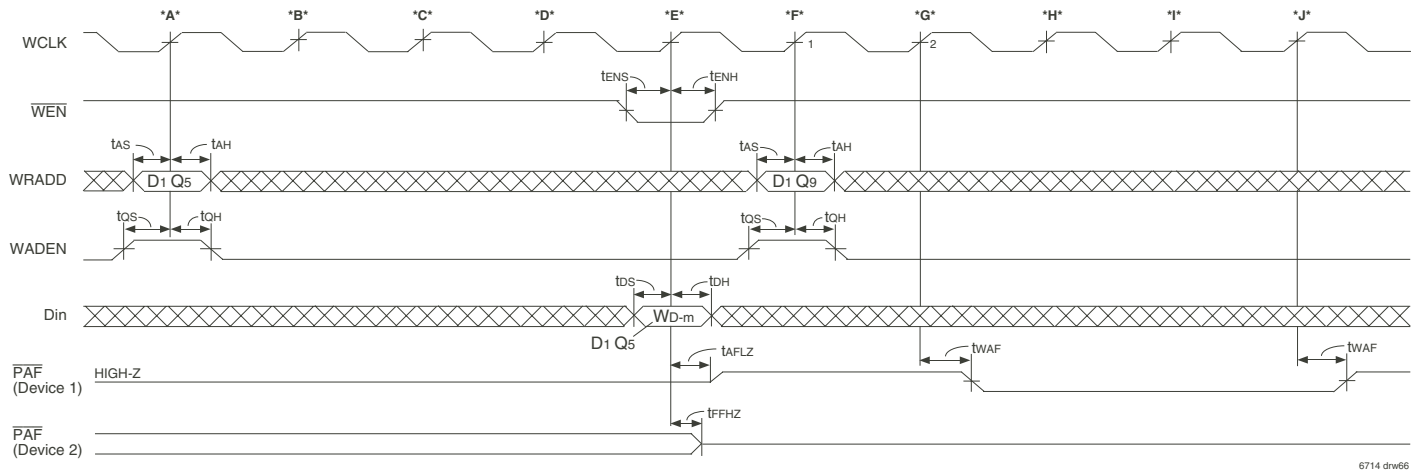 *A* *B* *C* *D* *E* *F* *G* *H* *I* *J*
WCLK 1 2
tENS tENH
WEN
tAS tAH tAS tAH
WRADD D1 Q5 D1 Q9
tQS tQH tQS tQH
WADEN
tDS tDH
Din WD-m
D1 Q5
tAFLZ tWAF tWAF
PAF HIGH-Z
(Device 1)
tFFHZ
PAF
(Device 2)
6714 drw66